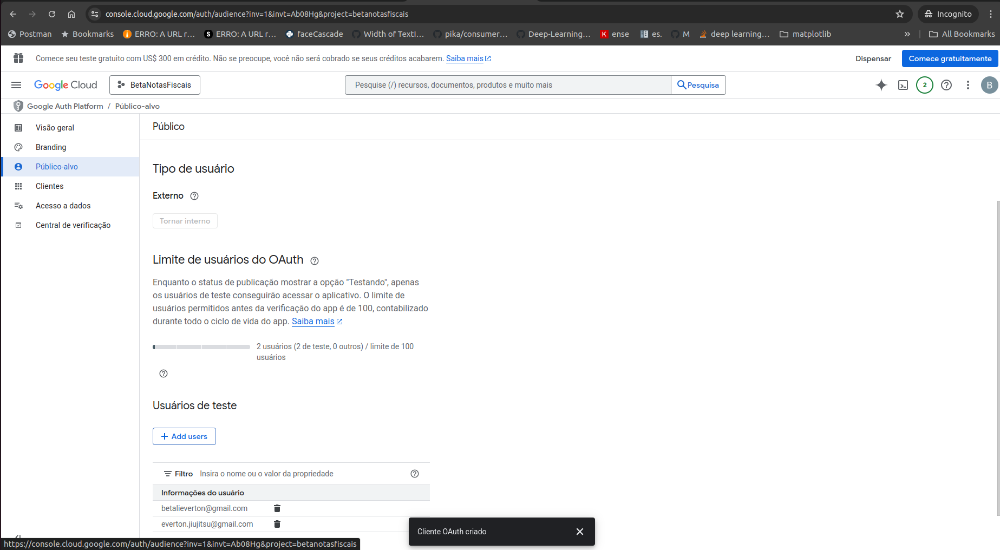 console.cloud.google.com/auth/audience?inv=1&invt=Ab08Hg&project=betanotasfiscais
Incognito
Postman
Bookmarks
ERRO: A URL r...
ERRO: A URL r...
faceCascade
Width of TextI...
pika/consumer...
Deep-Learning...
ense
es.
M
deep learning...
matplotlib
»
All Bookmarks
Comece seu teste gratuito com US$ 300 em crédito. Não se preocupe, você não será cobrado se seus créditos acabarem. Saiba mais
Dispensar
Comece gratuitamente
Google Cloud
BetaNotasFiscais
Pesquise (/) recursos, documentos, produtos e muito mais
Pesquisa
2
B
Google Auth Platform / Público-alvo
Visão geral
Branding
Público-alvo
Clientes
Acesso a dados
Central de verificação
Público
Tipo de usuário
Externo
Tornar interno
Limite de usuários do OAuth
Enquanto o status de publicação mostrar a opção "Testando", apenas
os usuários de teste conseguirão acessar o aplicativo. O limite de
usuários permitidos antes da verificação do app é de 100, contabilizado
durante todo o ciclo de vida do app. Saiba mais
2 usuários (2 de teste, 0 outros) / limite de 100
usuários
Usuários de teste
+ Add users
Filtro Insira o nome ou o valor da propriedade
Informações do usuário
betalieverton@gmail.com
everton.jiujitsu@gmail.com
Cliente OAuth criado
https://console.cloud.google.com/auth/audience?inv=1&invt=Ab08Hg&project=betanotasfiscais